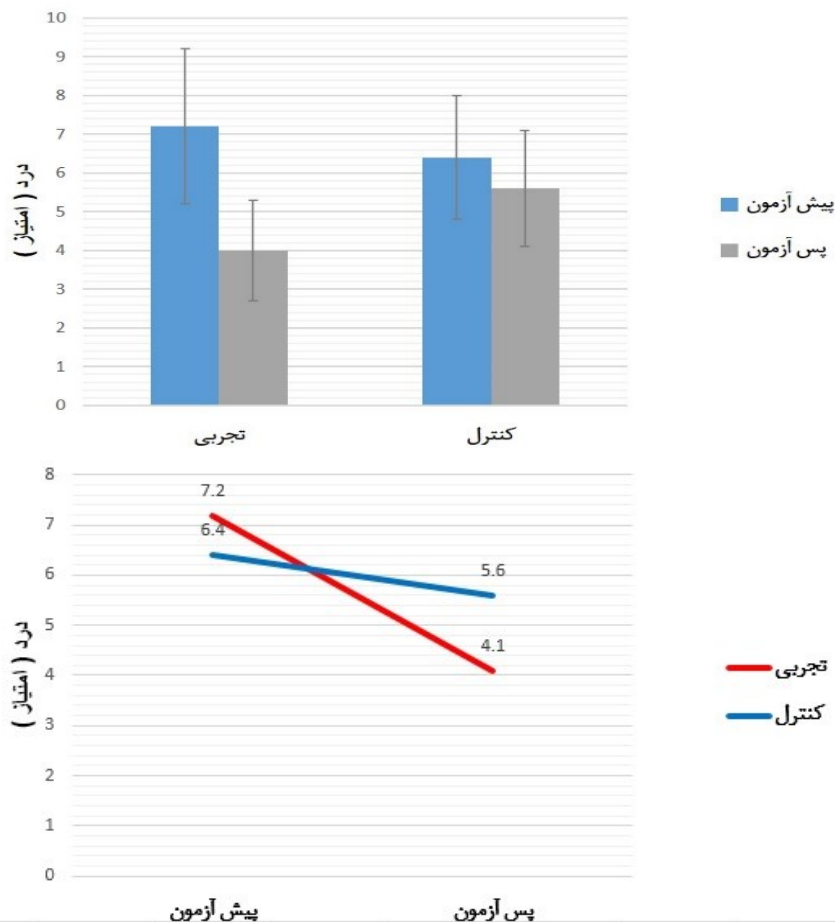 10
9
8
7
6
5
4
3
2
1
0
درد ( امتیاز )
تجربی
کنترل
پیش آزمون
پس آزمون
8
7
6
5
4
3
2
1
0
درد ( امتیاز )
7.2
6.4
5.6
4.1
پیش آزمون
پس آزمون
تجربی
کنترل